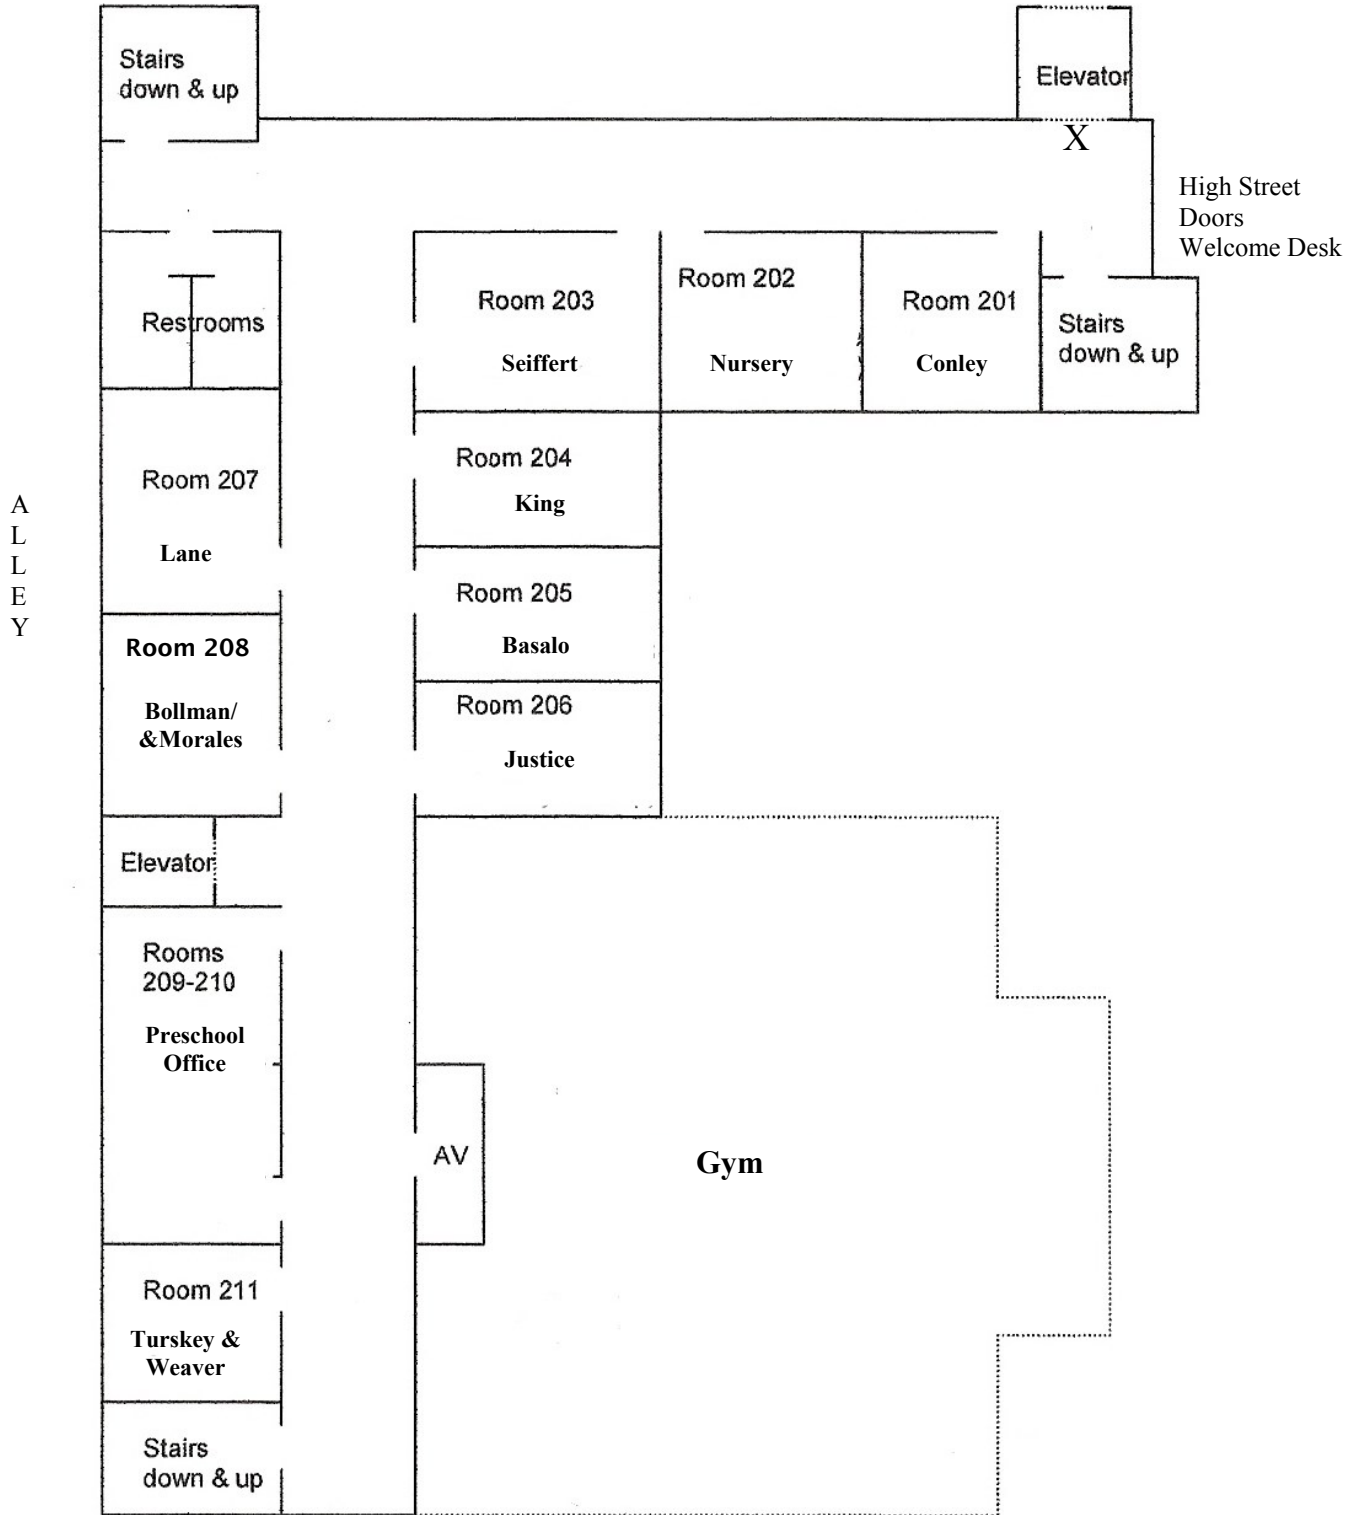 Stairs
down & up
Elevator
X
High Street
Doors
Welcome Desk
Restrooms
Room 203
Seiffert
Room 202
Nursery
Room 201
Conley
Stairs
down & up
Room 204
King
Room 207
Lane
A
L
L
E
Y
Room 205
Basalo
Room 208
Bollman/
&Morales
Room 206
Justice
Elevator
Rooms
209-210
Preschool
Office
AV
Gym
Room 211
Turskey &
Weaver
Stairs
down & up